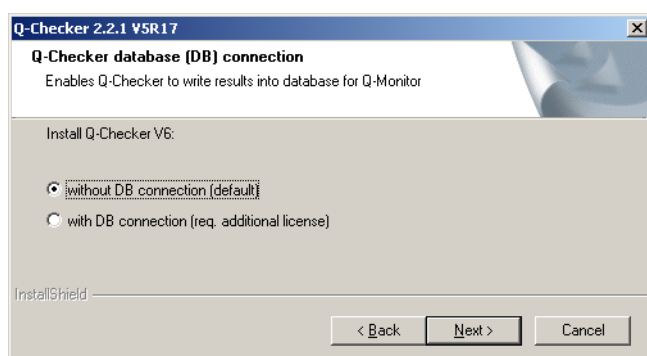 Q-Checker 2.2.1 V5R17
Q-Checker database (DB) connection
Enables Q-Checker to write results into database for Q-Monitor
Install Q-Checker V6:
without DB connection (default)
with DB connection (req. additional license)
InstallShield
< Back Next > Cancel